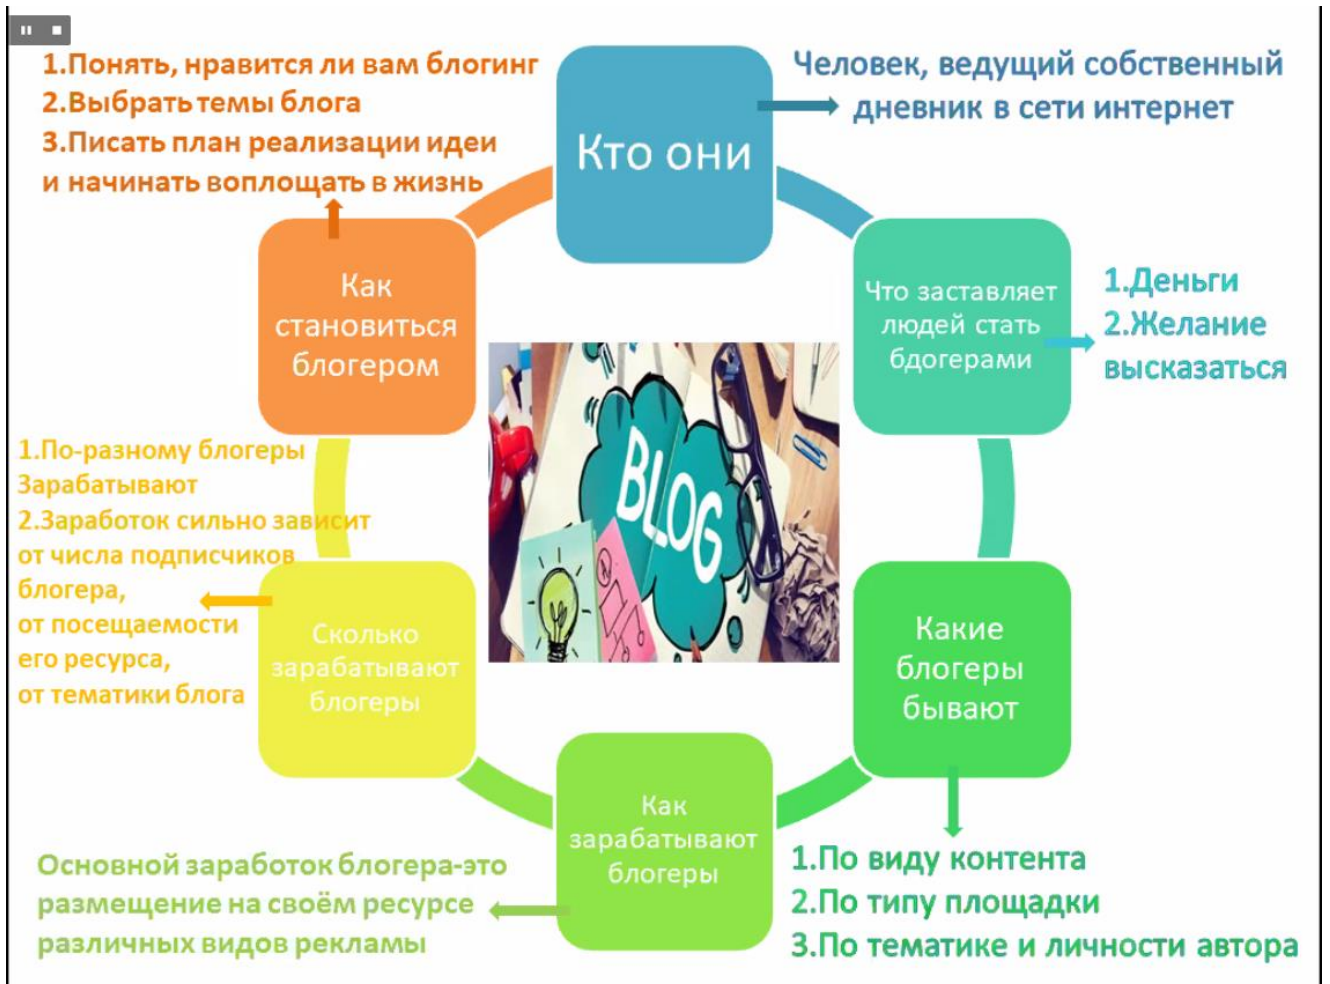 1.Понять, нравится ли вам блогинг
2.Выбрать темы блога
3.Писать план реализации идеи
и начинать воплощать в жизнь
Кто они
Человек, ведущий собственный
дневник в сети интернет
Как
становиться
блогером
Что заставляет
людей стать
бдогерами
1.Деньги
2.Желание
высказаться
BLOG
1.По-разному блогеры
Зарабатывают
2.Заработок сильно зависит
от числа подписчиков
блогера,
от посещаемости
его ресурса,
от тематики блога
Сколько
зарабатывают
блогеры
Какие
блогеры
бывают
Как
зарабатывают
блогеры
Основной заработок блогера-это
размещение на своём ресурсе
различных видов рекламы
1.По виду контента
2.По типу площадки
3.По тематике и личности автора